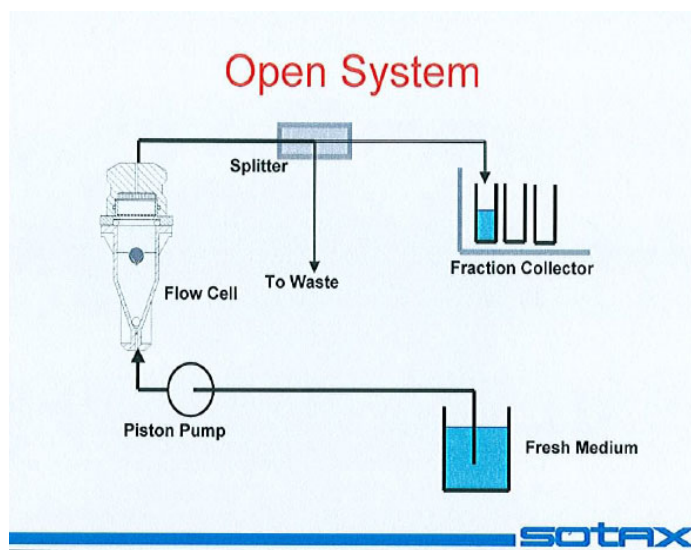 Open System
Splitter
To Waste
Fraction Collector
Flow Cell
Piston Pump
Fresh Medium
sotax